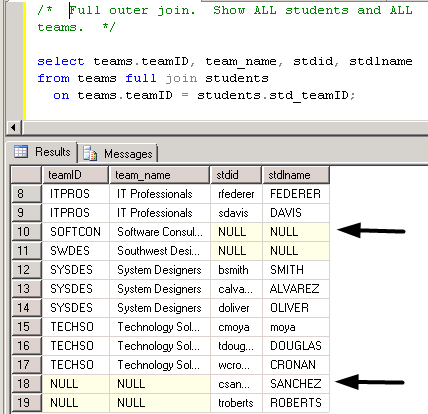 /* Full outer join. Show ALL students and ALL
teams. */
select teams.teamID, team_name, stdid, stdlname
from teams full join students
on teams.teamID = students.std_teamID;
Results Messages
teamID team_name stdid stdlname
8 ITPROS IT Professionals rfederer FEDERER
9 ITPROS IT Professionals sdavis DAVIS
10 SOFTCON Software Consul... NULL NULL
11 SWDES Southwest Desi... NULL NULL
12 SYSDES System Designers bsmith SMITH
13 SYSDES System Designers calva... ALVAREZ
14 SYSDES System Designers doliver OLIVER
15 TECHSO Technology Sol... cmoya moya
16 TECHSO Technology Sol... tdoug... DOUGLAS
17 TECHSO Technology Sol... wcro... CRONAN
18 NULL NULL csan... SANCHEZ
19 NULL NULL troberts ROBERTS